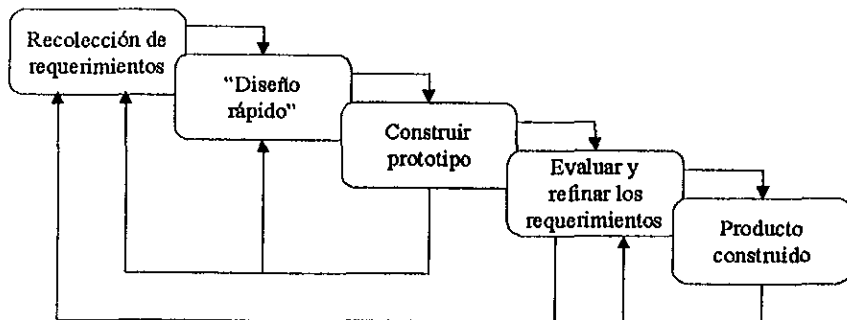 Recolección de
requerimientos
"Diseño
rápido"
Construir
prototipo
Evaluar y
refinar los
requerimientos
Producto
construido